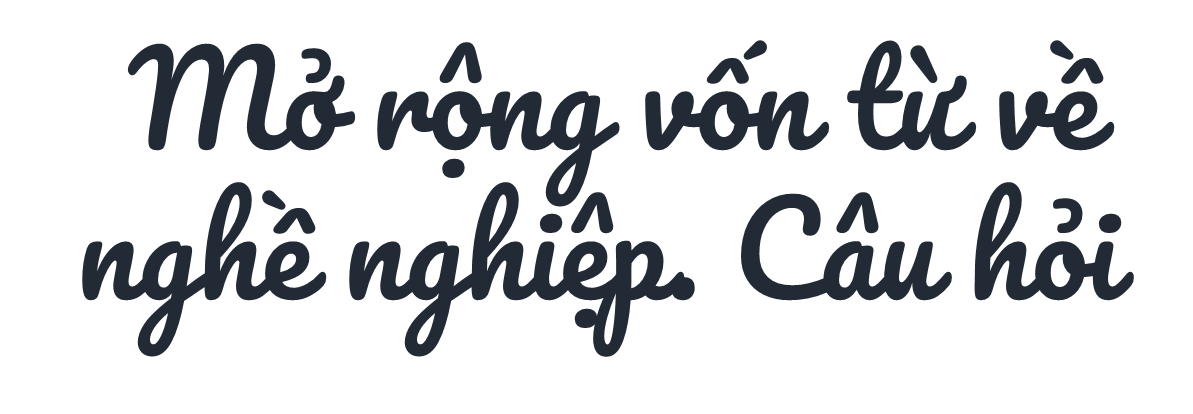 Mở rộng vốn từ về
nghề nghiệp. Câu hỏi